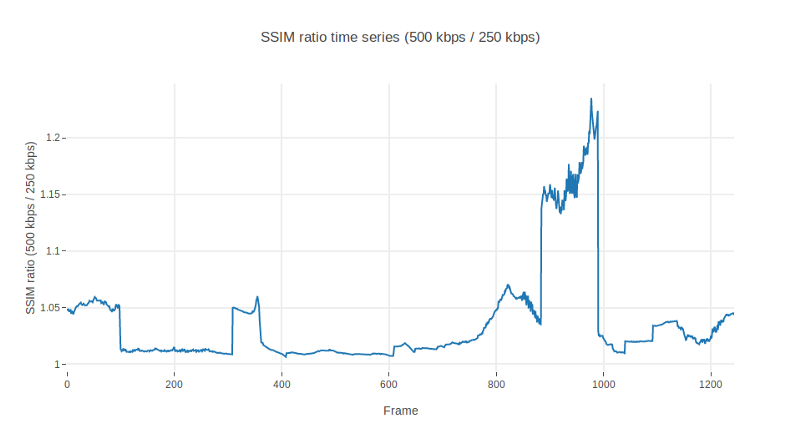 SSIM ratio time series (500 kbps / 250 kbps)
SSIM ratio (500 kbps / 250 kbps)
1.2
1.15
1.1
1.05
1
0 200 400 600 800 1000 1200
Frame